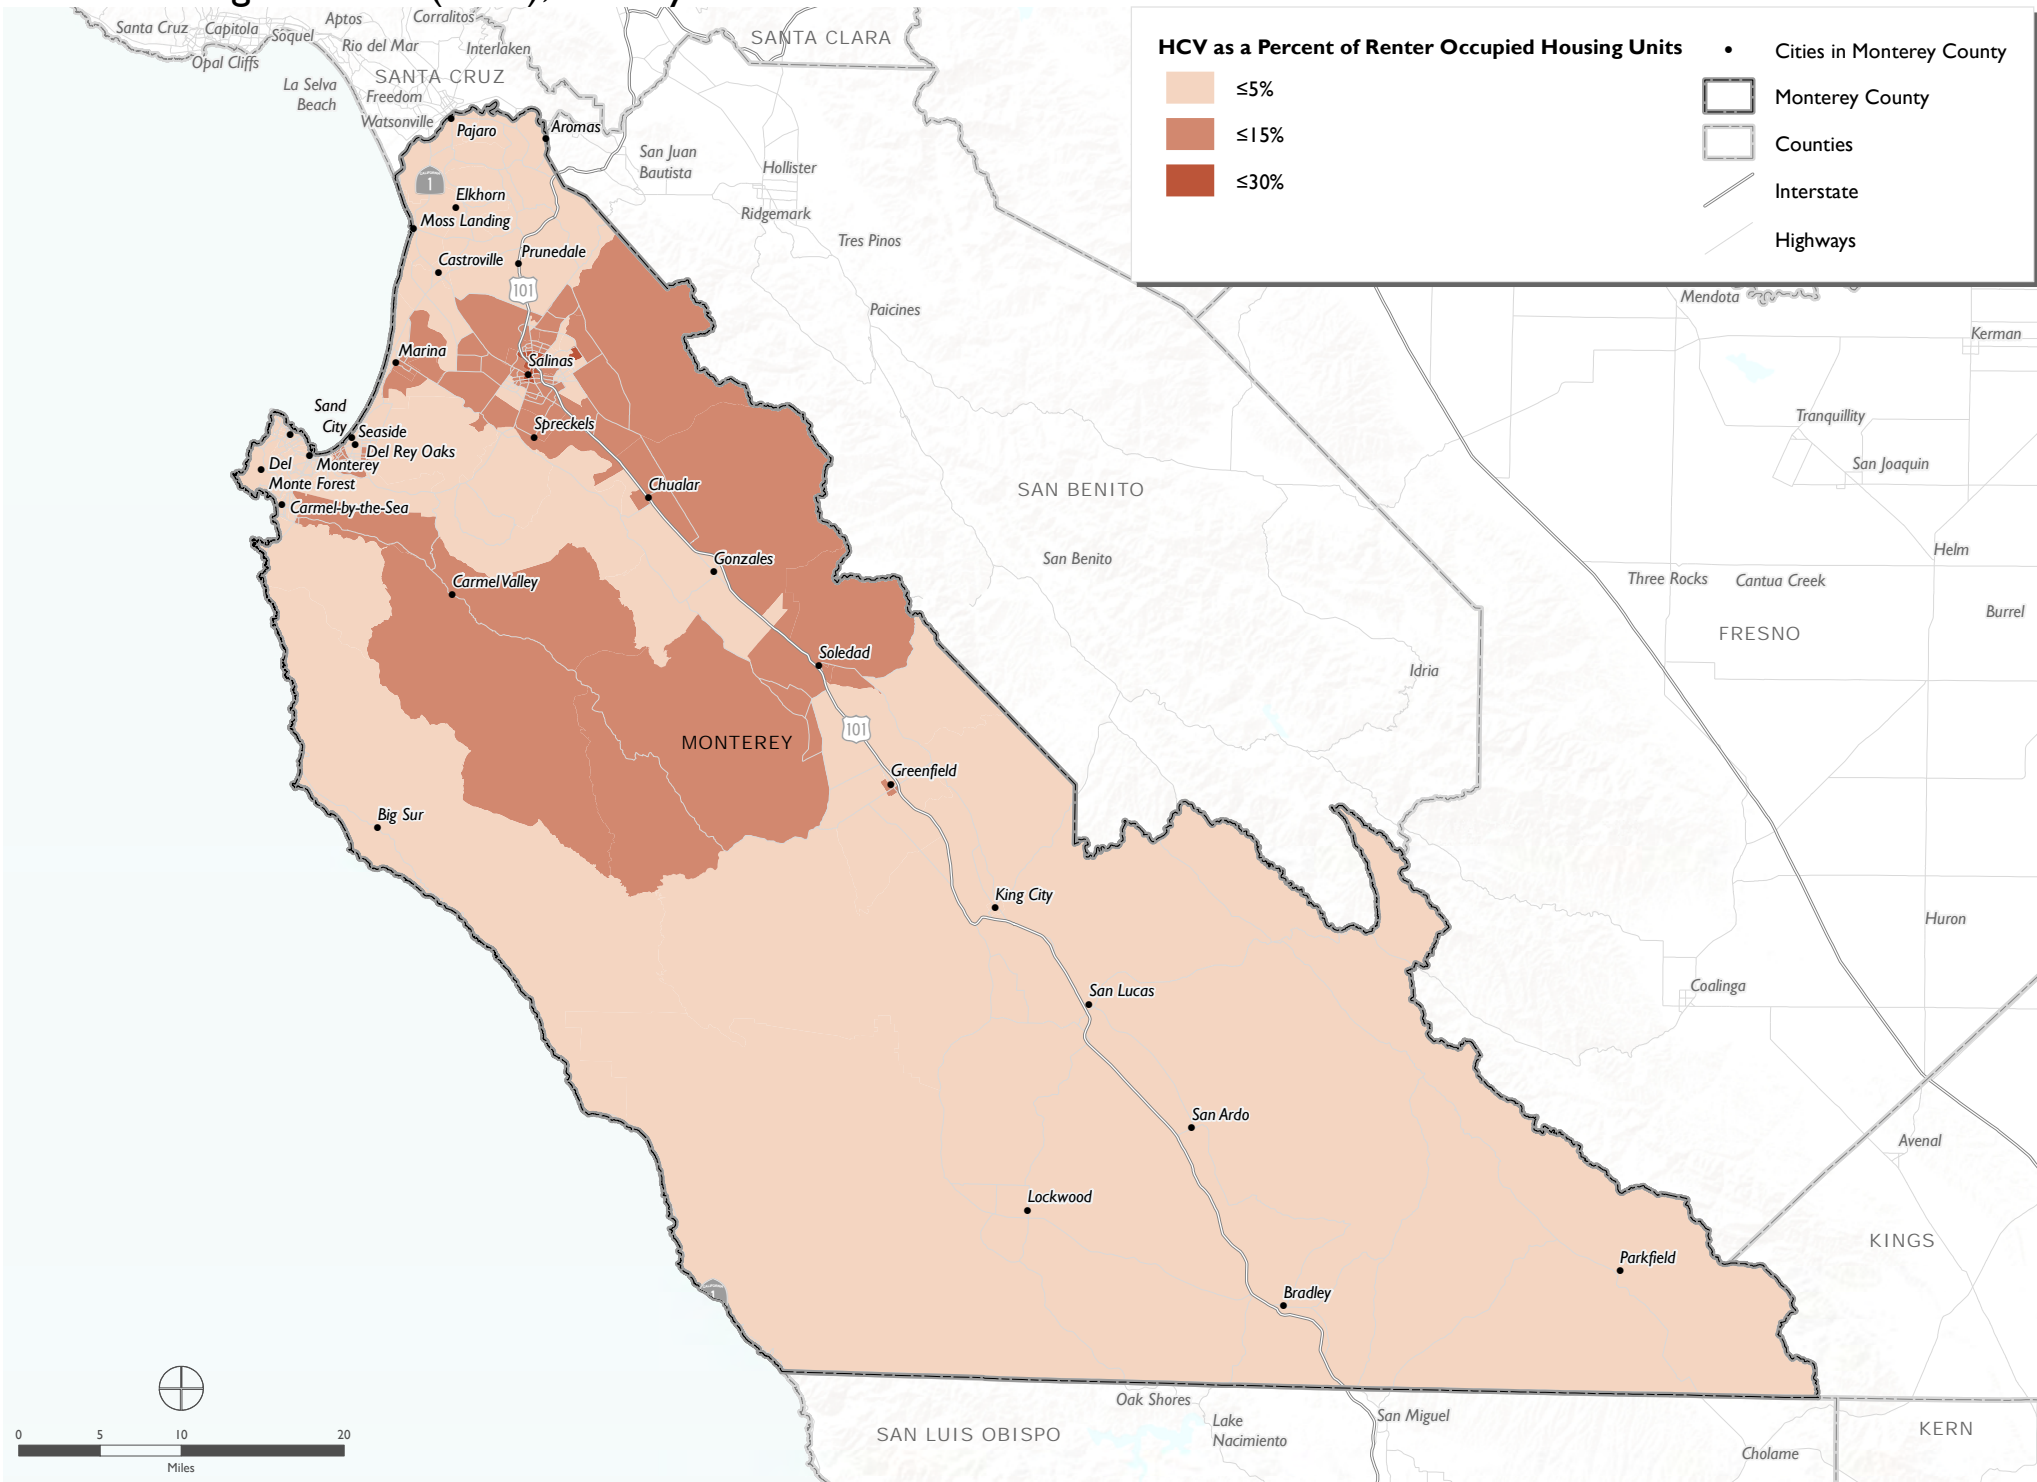 Santa Cruz
Capitola
Aptos
Corralitos
Soquel
Opal Cliffs
Rio del Mar
Interlaken
SANTA CRUZ
La Selva
Beach
Freedom
Watsonville
SANTA CLARA
HCV as a Percent of Renter Occupied Housing Units
≤5%
≤15%
≤30%
Cities in Monterey County
Monterey County
Counties
Interstate
Highways
Pajaro
Aromas
San Juan
Bautista
Hollister
Ridgemark
Tres Pinos
Paicines
1
Elkhorn
Moss Landing
Castroville
Prunedale
101
Marina
Salinas
Sand
City
Seaside
Del Rey Oaks
Monterey
Del
Monte Forest
Carmel-by-the-Sea
Spreckels
Chualar
Gonzales
Carmel Valley
Soledad
MONTEREY
101
Greenfield
Big Sur
King City
San Lucas
San Ardo
Lockwood
Bradley
Parkfield
SAN BENITO
San Benito
Idria
Mendota
Kerman
Tranquillity
San Joaquin
Helm
Three Rocks
Cantua Creek
Burrel
FRESNO
Huron
Coalinga
Avenal
KINGS
KERN
Cholame
San Miguel
Oak Shores
Lake
Nacimiento
SAN LUIS OBISPO
1
0
5
10
20
Miles